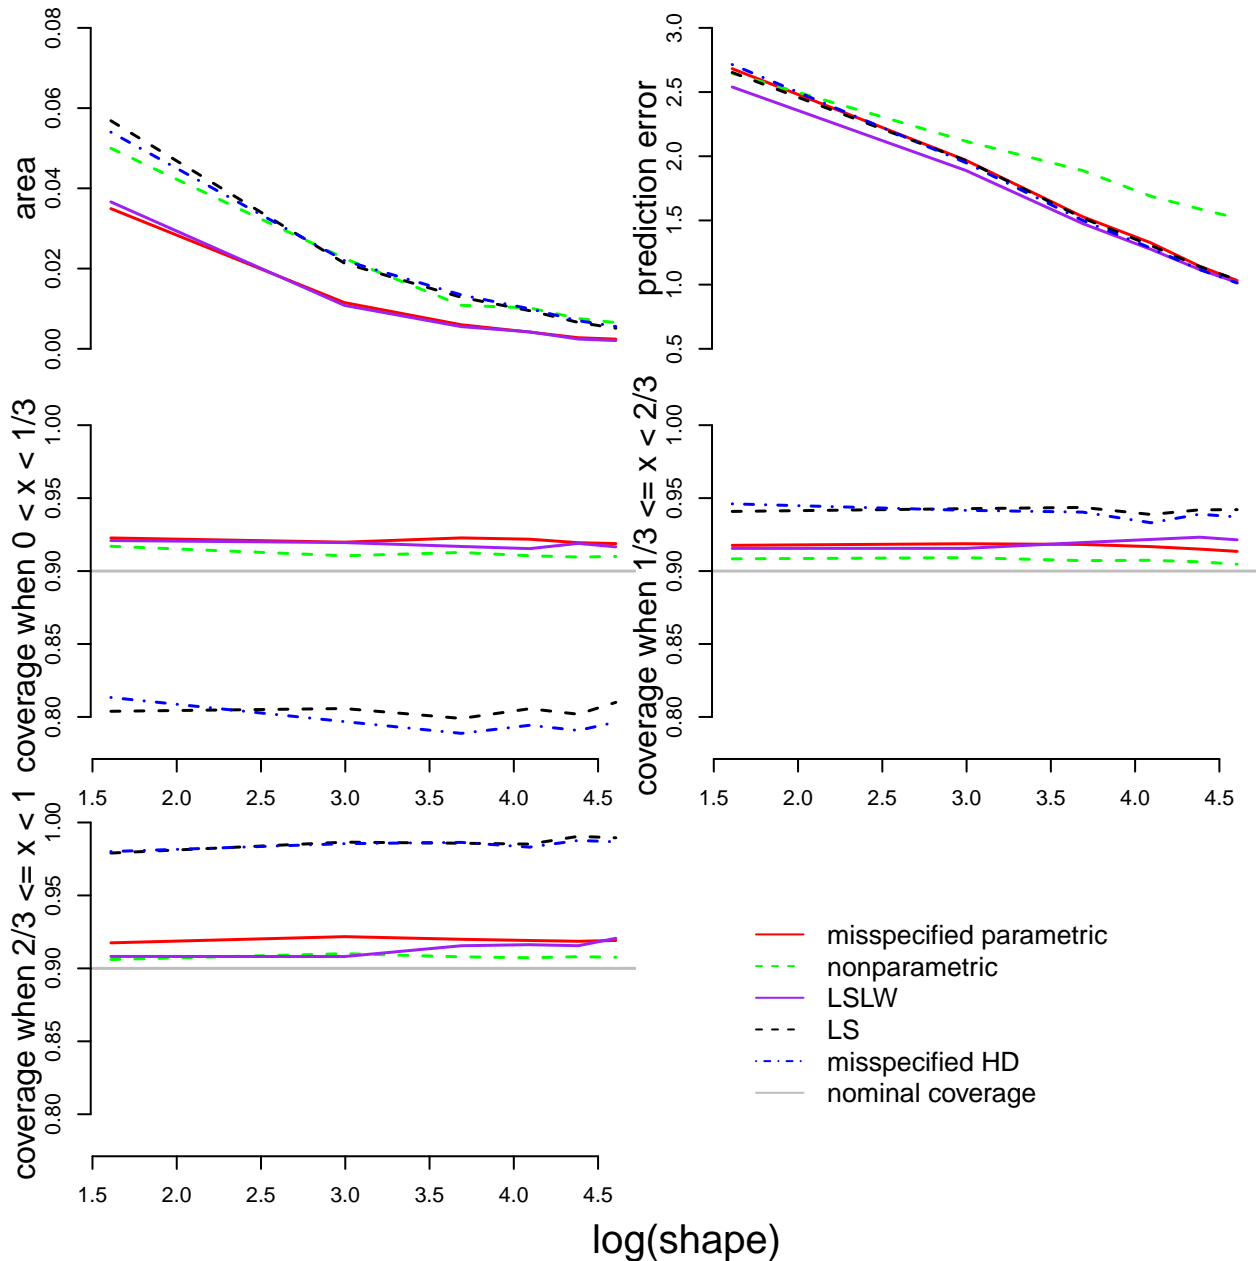 area
0.00 0.02 0.04 0.06 0.08
prediction error
0.5 1.0 1.5 2.0 2.5 3.0
coverage when 0 < x < 1/3
0.80 0.85 0.90 0.95 1.00
1.5 2.0 2.5 3.0 3.5 4.0 4.5
coverage when 1/3 <= x < 2/3
0.80 0.85 0.90 0.95 1.00
1.5 2.0 2.5 3.0 3.5 4.0 4.5
coverage when 2/3 <= x < 1
0.80 0.85 0.90 0.95 1.00
1.5 2.0 2.5 3.0 3.5 4.0 4.5
misspecified parametric
nonparametric
LSLW
LS
misspecified HD
nominal coverage
log(shape)